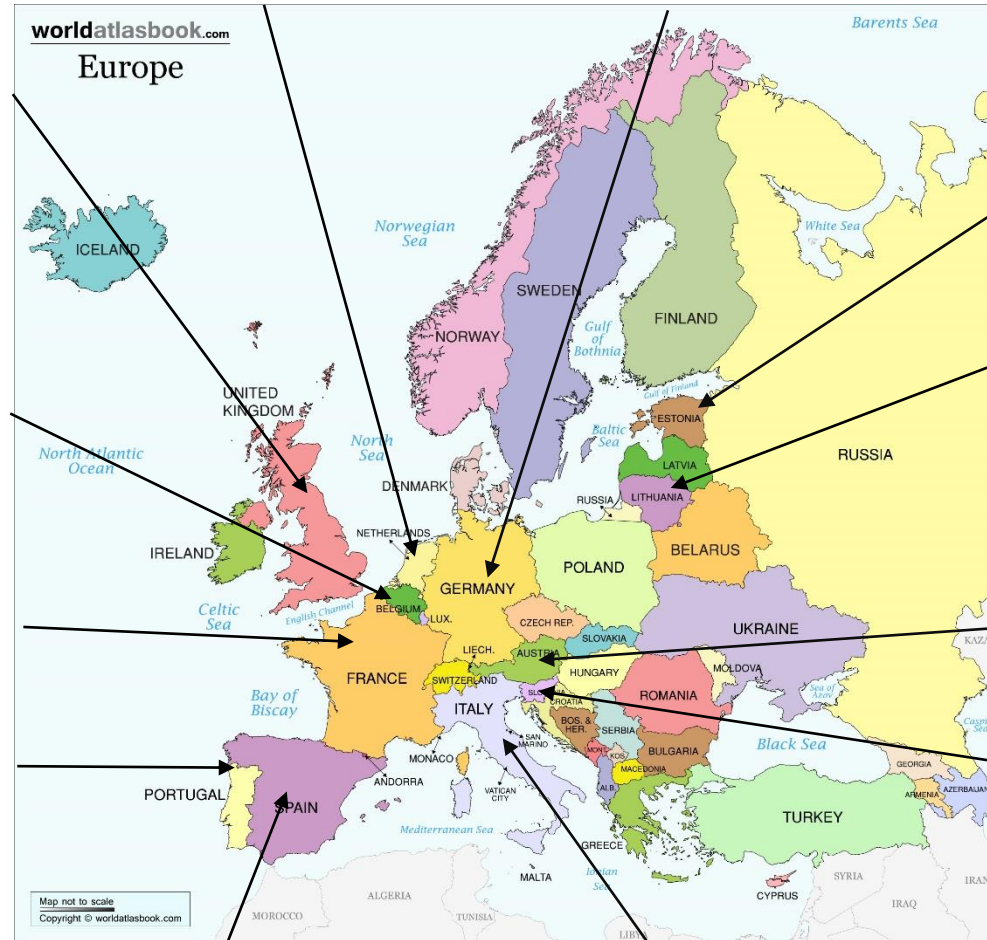 worldatlasbook.com
Europe
Barents Sea
ICELAND
Norwegian
Sea
White Sea
SWEDEN
NORWAY
FINLAND
Gulf
of
Bothnia
UNITED
KINGDOM
Gulf of Finland
ESTONIA
North Atlantic
Ocean
North
Sea
Baltic
Sea
RUSSIA
LATVIA
DENMARK
LITHUANIA
RUSSIA
NETHERLANDS
IRELAND
BELARUS
POLAND
GERMANY
Celtic
Sea
English Channel
BELGIUM
LUX.
CZECH REP.
UKRAINE
SLOVAKIA
LIECH.
AUSTRIA
FRANCE
SWITZERLAND
HUNGARY
MOLDOVA
Bay of
Biscay
CROATIA
ROMANIA
Sea of
Azov
ITALY
SAN
MARINO
BOS. &
HER.
SERBIA
Black Sea
MONACO
MONT.
KOS.
BULGARIA
GEORGIA
ANDORRA
VATICAN
CITY
MACEDONIA
ALB.
ARMENIA
AZERBAIJAN
PORTUGAL
SPAIN
TURKEY
Mediterranean Sea
GREECE
Ionian
Sea
MALTA
CYPRUS
SYRIA
IRAN
IRAQ
Map not to scale
Copyright © worldatlasbook.com
MOROCCO
ALGERIA
TUNISIA